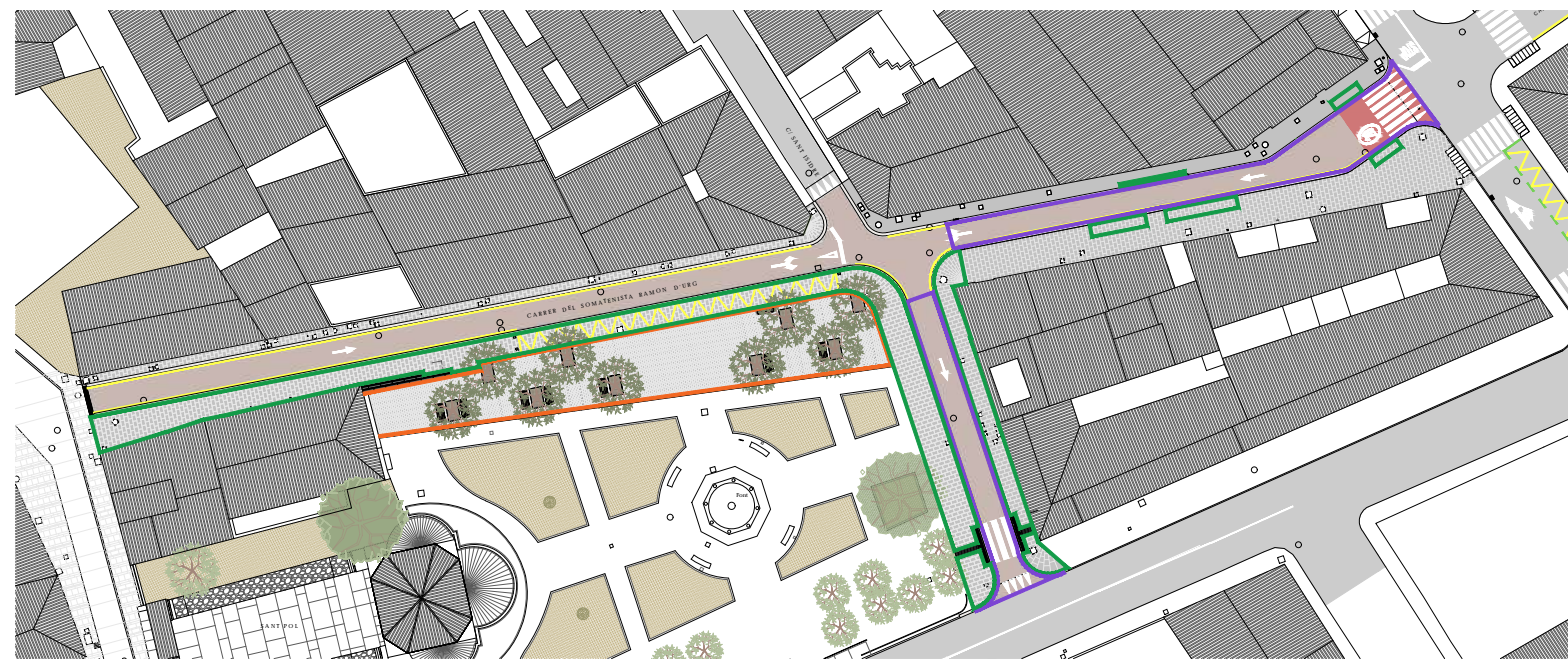 C/ SANT ISIDRE
CARRER DEL SOMATENISTA RAMON D'URG
Font
SANT POL